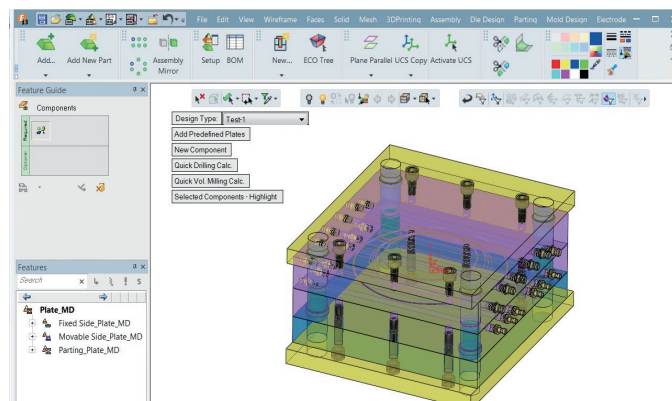 File Edit View Wireframe Faces Solid Mesh 3DPrinting Assembly Die Design Parting Mold Design Electrode
Add... Add New Part Assembly Mirror Setup BOM New... ECO Tree Plane Parallel UCS Copy Activate UCS
Feature Guide
Components
Required
Optional
Design Type: Test-1
Add Predefined Plates
New Component
Quick Drilling Calc.
Quick Vol. Milling Calc.
Selected Components - Highlight
Features
Search
Plate_MD
Fixed Side_Plate_MD
Movable Side_Plate_MD
Parting_Plate_MD